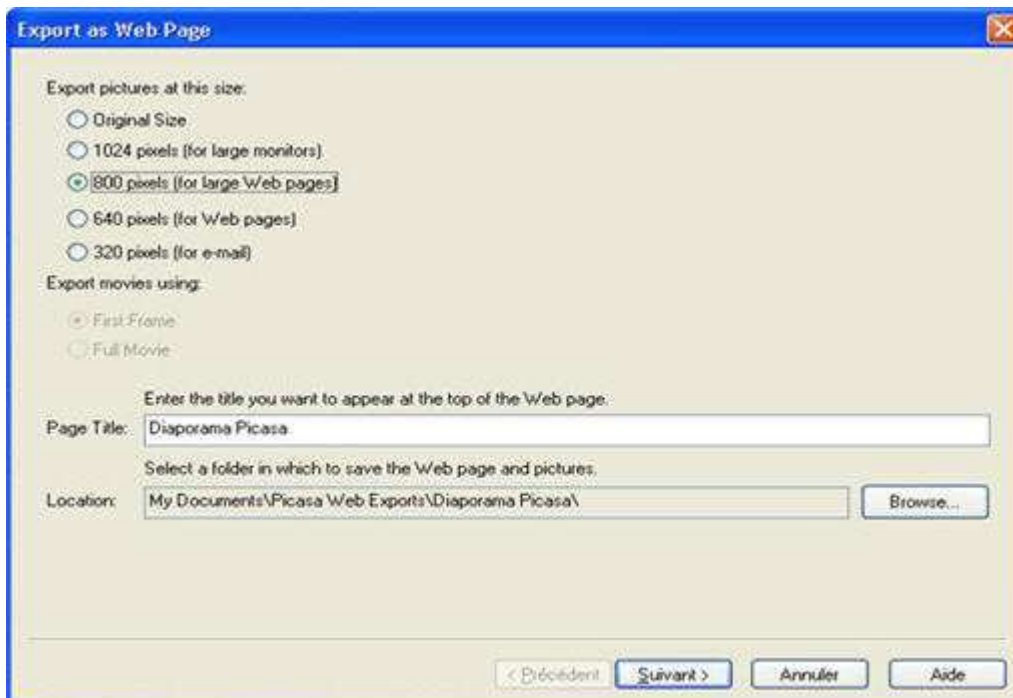 Export as Web Page
Export pictures at this size:
Original Size
1024 pixels (for large monitors)
800 pixels (for large Web pages)
640 pixels (for Web pages)
320 pixels (for e-mail)
Export movies using:
First Frame
Full Movie
Enter the title you want to appear at the top of the Web page.
Page Title: Diaporama Picasa
Select a folder in which to save the Web page and pictures.
Location: My Documents\Picasa Web Exports\Diaporama Picasa\ Browse...
< Précédent Suivant > Annuler Aide